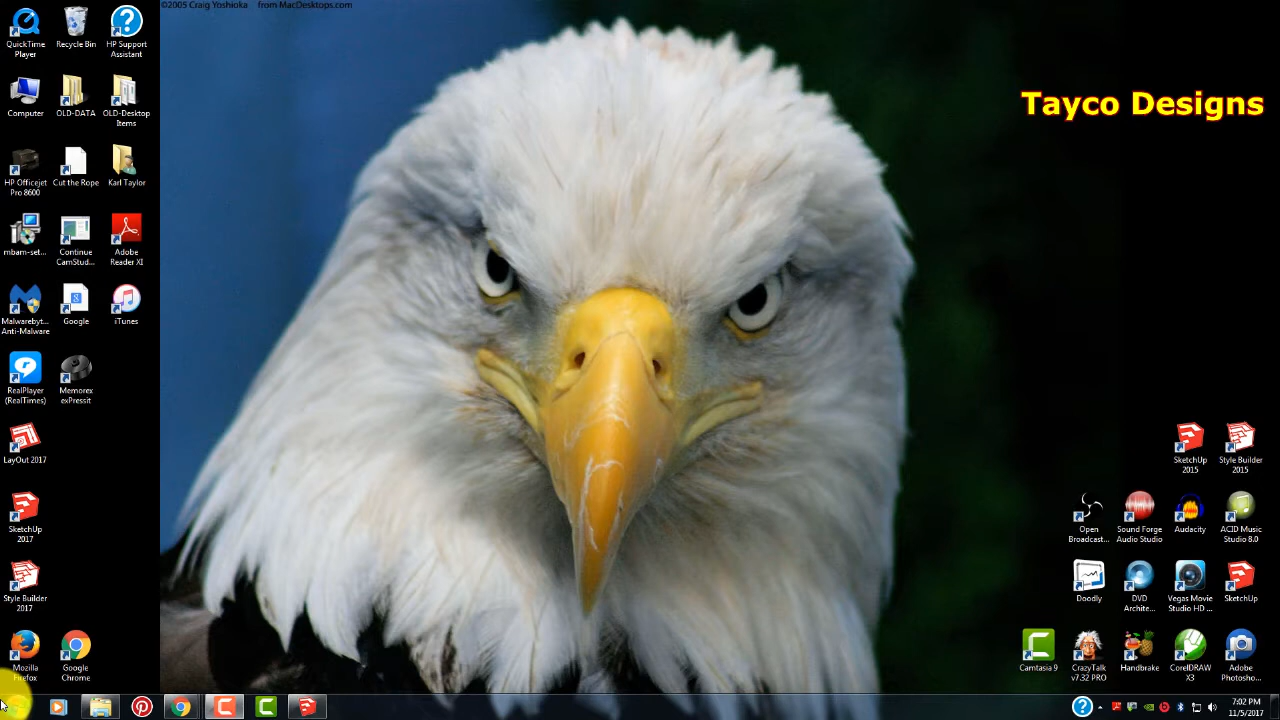 ©2005 Craig Yoshioka from MacDesktops.com
Tayco Designs
QuickTime Player
Recycle Bin
HP Support Assistant
Computer
OLD-DATA
OLD-Desktop Items
HP Officejet Pro 8600
Cut the Rope
Karl Taylor
mbam-set...
Continue CamStud...
Adobe Reader XI
Malwarebyt... Anti-Malware
Google
iTunes
RealPlayer (RealTimes)
Memorex exPressit
LayOut 2017
SketchUp 2017
Style Builder 2017
Mozilla Firefox
Google Chrome
SketchUp 2015
Style Builder 2015
Open Broadcast...
Sound Forge Audio Studio
Audacity
ACID Music Studio 8.0
Doodly
DVD Archite...
Vegas Movie Studio HD ...
SketchUp
Camtasia 9
CrazyTalk v7.32 PRO
Handbrake
CorelDRAW X3
Adobe Photosho...
7:02 PM
11/5/2017